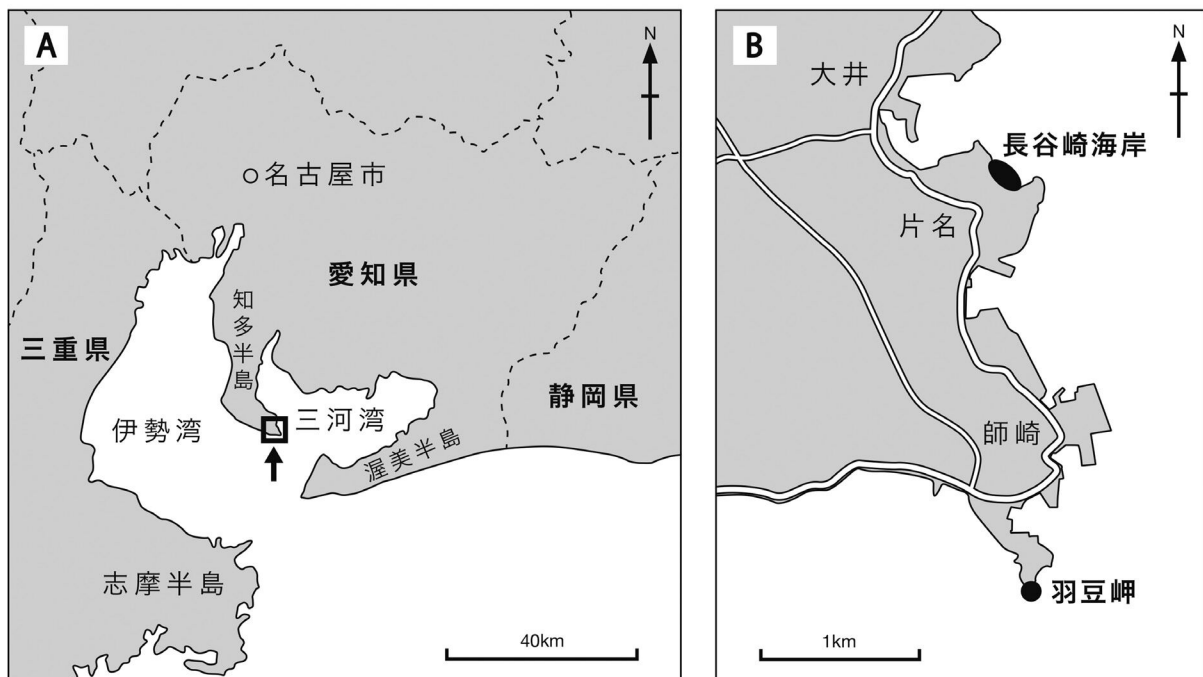 A
N
名古屋市
愛知県
知多半島
三重県
静岡県
伊勢湾
三河湾
渥美半島
志摩半島
40km
B
N
大井
長谷崎海岸
片名
師崎
羽豆岬
1km